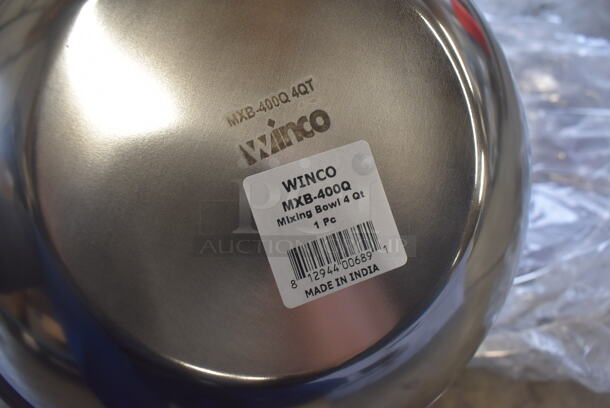 MXB-400Q 4QT
Winco
WINCO
MXB-400Q
Mixing Bowl 4 Qt
1 Pc
8 12944 00689 1
MADE IN INDIA